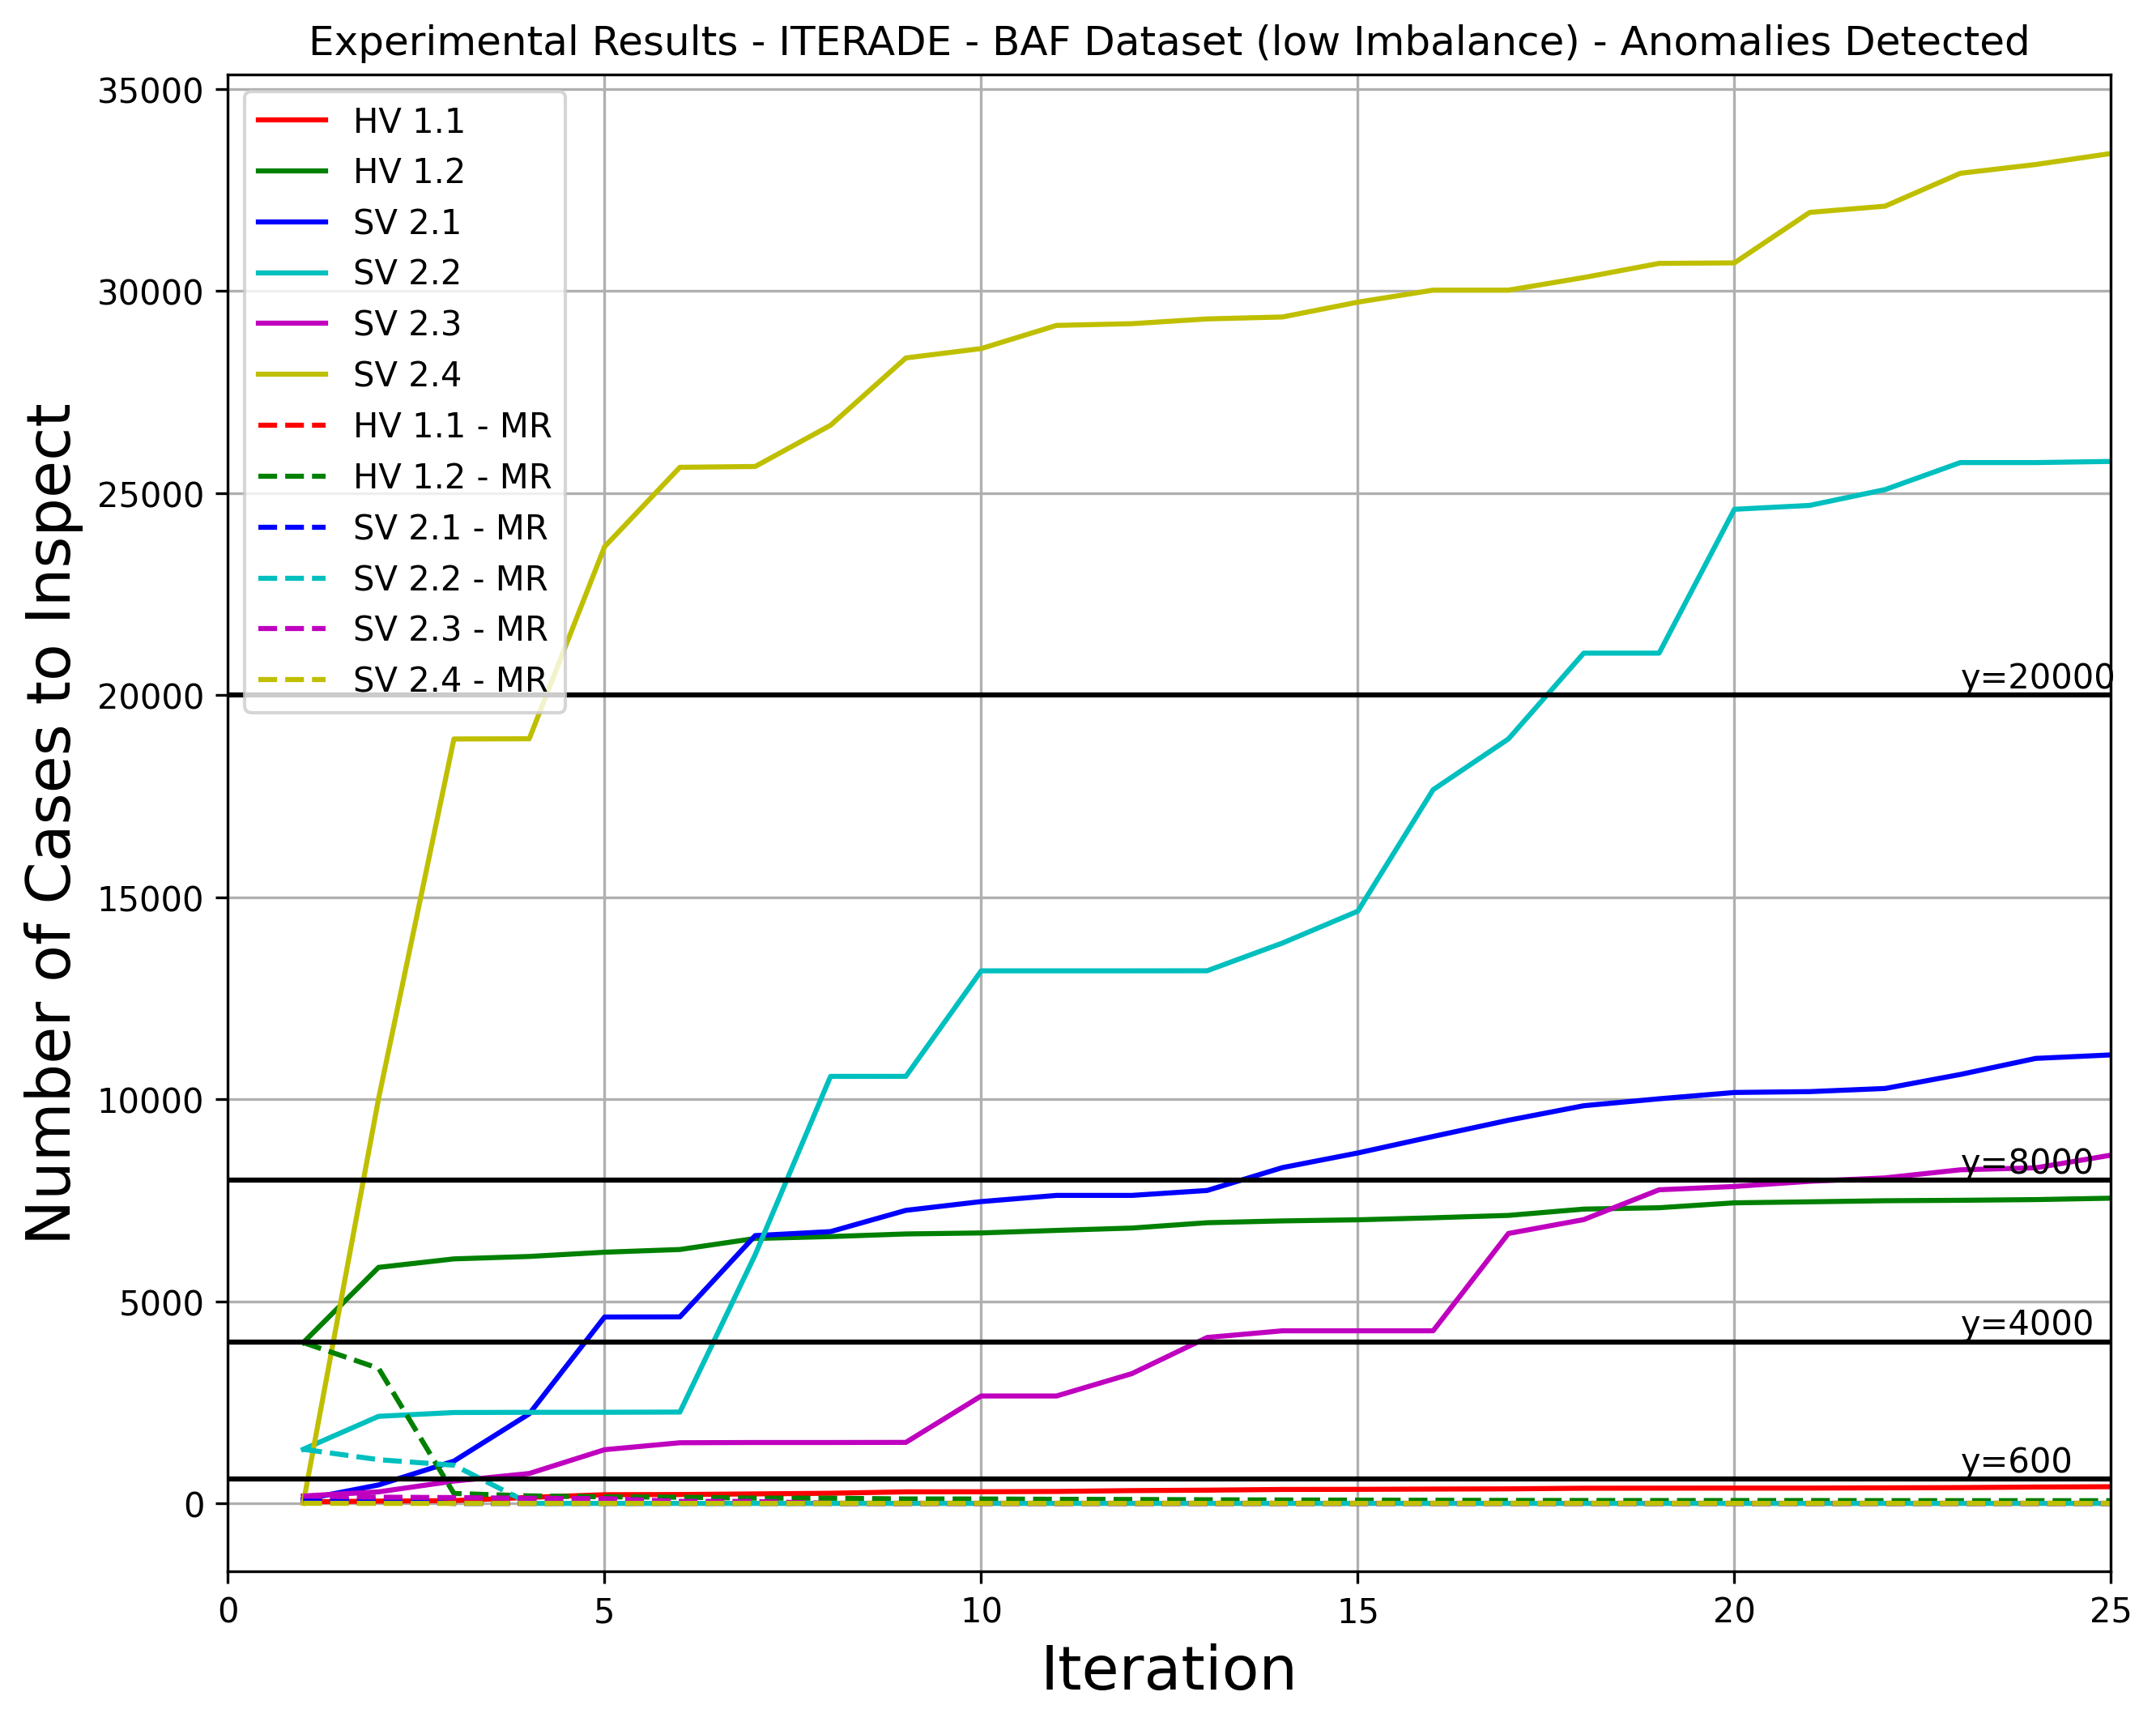 Experimental Results - ITERADE - BAF Dataset (low Imbalance) - Anomalies Detected
Number of Cases to Inspect
35000
30000
25000
20000
15000
10000
5000
0
HV 1.1
HV 1.2
SV 2.1
SV 2.2
SV 2.3
SV 2.4
HV 1.1 - MR
HV 1.2 - MR
SV 2.1 - MR
SV 2.2 - MR
SV 2.3 - MR
SV 2.4 - MR
y=20000
y=8000
y=4000
y=600
0 5 10 15 20 25
Iteration